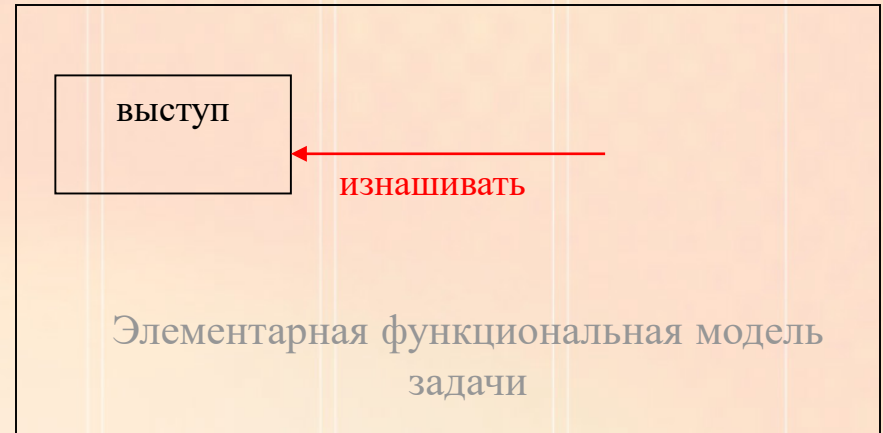 выступ
изнашивать
Элементарная функциональная модель
задачи